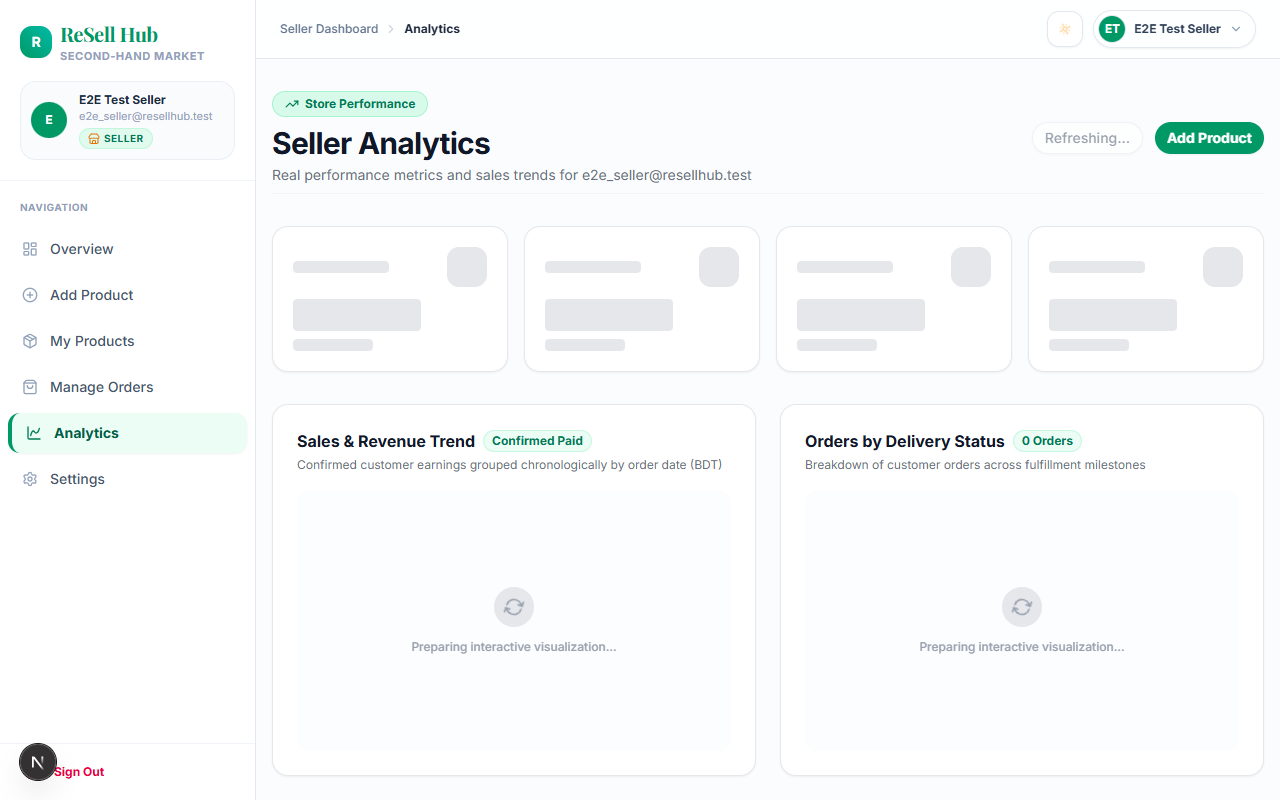 R
ReSell Hub
SECOND-HAND MARKET
E
E2E Test Seller
e2e_seller@resellhub.test
SELLER
NAVIGATION
Overview
Add Product
My Products
Manage Orders
Analytics
Settings
N
Sign Out
Seller Dashboard
Analytics
ET
E2E Test Seller
Store Performance
Seller Analytics
Real performance metrics and sales trends for e2e_seller@resellhub.test
Refreshing...
Add Product
Sales & Revenue Trend
Confirmed Paid
Confirmed customer earnings grouped chronologically by order date (BDT)
Preparing interactive visualization...
Orders by Delivery Status
0 Orders
Breakdown of customer orders across fulfillment milestones
Preparing interactive visualization...